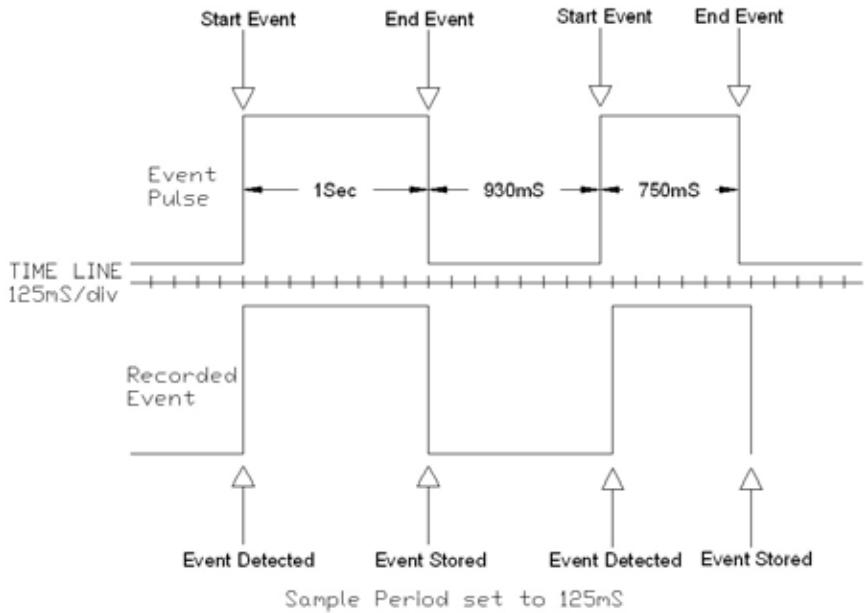 Start Event
End Event
Start Event
End Event
Event
Pulse
1Sec
930mS
750mS
TIME LINE
125mS/div
Recorded
Event
Event Detected
Event Stored
Event Detected
Event Stored
Sample Period set to 125mS